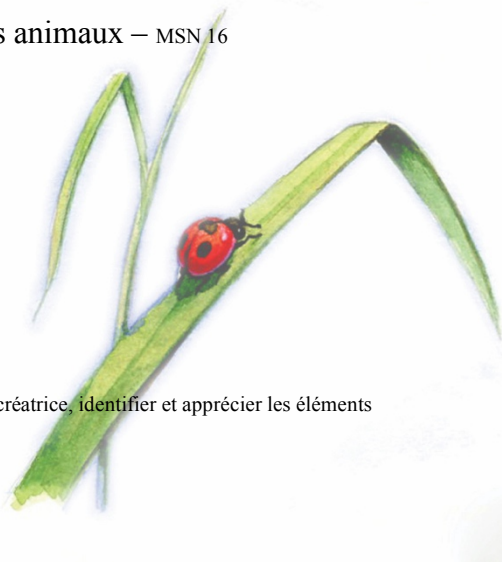 s animaux – MSN 16
créatrice, identifier et apprécier les éléments